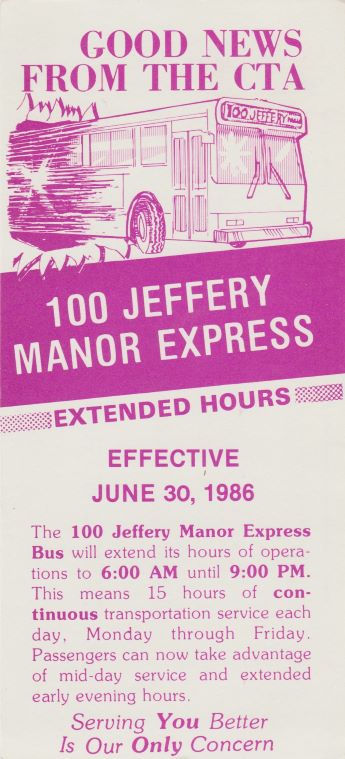 GOOD NEWS
FROM THE CTA
100 JEFFERY
100 JEFFERY
MANOR EXPRESS
EXTENDED HOURS
EFFECTIVE
JUNE 30, 1986
The 100 Jeffery Manor Express
Bus will extend its hours of opera-
tions to 6:00 AM until 9:00 PM.
This means 15 hours of con-
tinuous transportation service each
day, Monday through Friday.
Passengers can now take advantage
of mid-day service and extended
early evening hours.
Serving You Better
Is Our Only Concern